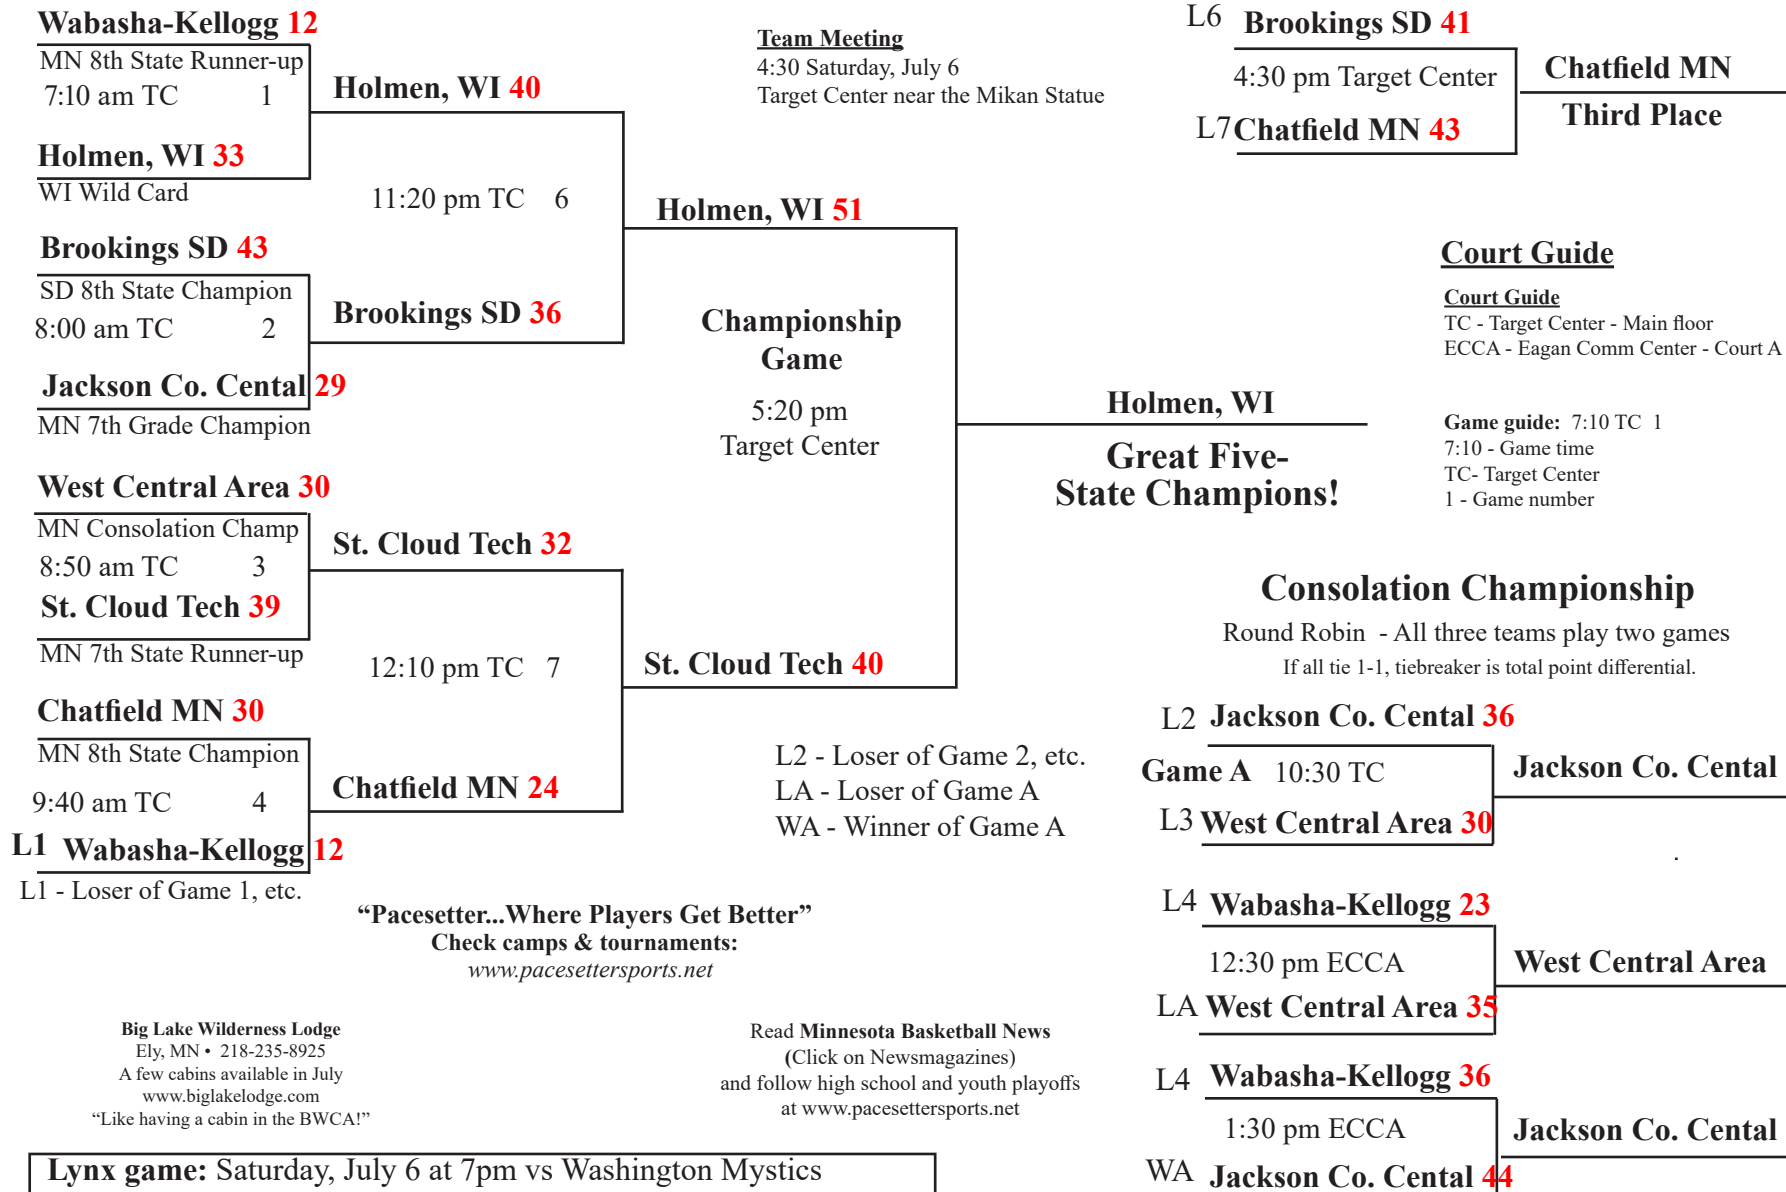 Wabasha-Kellogg 12
MN 8th State Runner-up
7:10 am TC 1
Holmen, WI 33
WI Wild Card
Brookings SD 43
SD 8th State Champion
8:00 am TC 2
Jackson Co. Cental 29
MN 7th Grade Champion
West Central Area 30
MN Consolation Champ
8:50 am TC 3
St. Cloud Tech 39
MN 7th State Runner-up
Chatfield MN 30
MN 8th State Champion
9:40 am TC 4
L1 Wabasha-Kellogg 12
L1 - Loser of Game 1, etc.
Holmen, WI 40
11:20 pm TC 6
Brookings SD 36
St. Cloud Tech 32
12:10 pm TC 7
Chatfield MN 24
Team Meeting
4:30 Saturday, July 6
Target Center near the Mikan Statue
Holmen, WI 51
Championship
Game
5:20 pm
Target Center
St. Cloud Tech 40
Holmen, WI
Great Five-
State Champions!
L6 Brookings SD 41
4:30 pm Target Center
L7 Chatfield MN 43
Chatfield MN
Third Place
Court Guide
Court Guide
TC - Target Center - Main floor
ECCA - Eagan Comm Center - Court A
Game guide: 7:10 TC 1
7:10 - Game time
TC- Target Center
1 - Game number
Consolation Championship
Round Robin - All three teams play two games
If all tie 1-1, tiebreaker is total point differential.
L2 Jackson Co. Cental 36
Game A 10:30 TC
L3 West Central Area 30
Jackson Co. Cental
L4 Wabasha-Kellogg 23
12:30 pm ECCA
LA West Central Area 35
West Central Area
L4 Wabasha-Kellogg 36
1:30 pm ECCA
WA Jackson Co. Cental 44
Jackson Co. Cental
L2 - Loser of Game 2, etc.
LA - Loser of Game A
WA - Winner of Game A
“Pacesetter...Where Players Get Better”
Check camps & tournaments:
www.pacesettersports.net
Big Lake Wilderness Lodge
Ely, MN • 218-235-8925
A few cabins available in July
www.biglakelodge.com
“Like having a cabin in the BWCA!”
Read Minnesota Basketball News
(Click on Newsmagazines)
and follow high school and youth playoffs
at www.pacesettersports.net
Lynx game: Saturday, July 6 at 7pm vs Washington Mystics